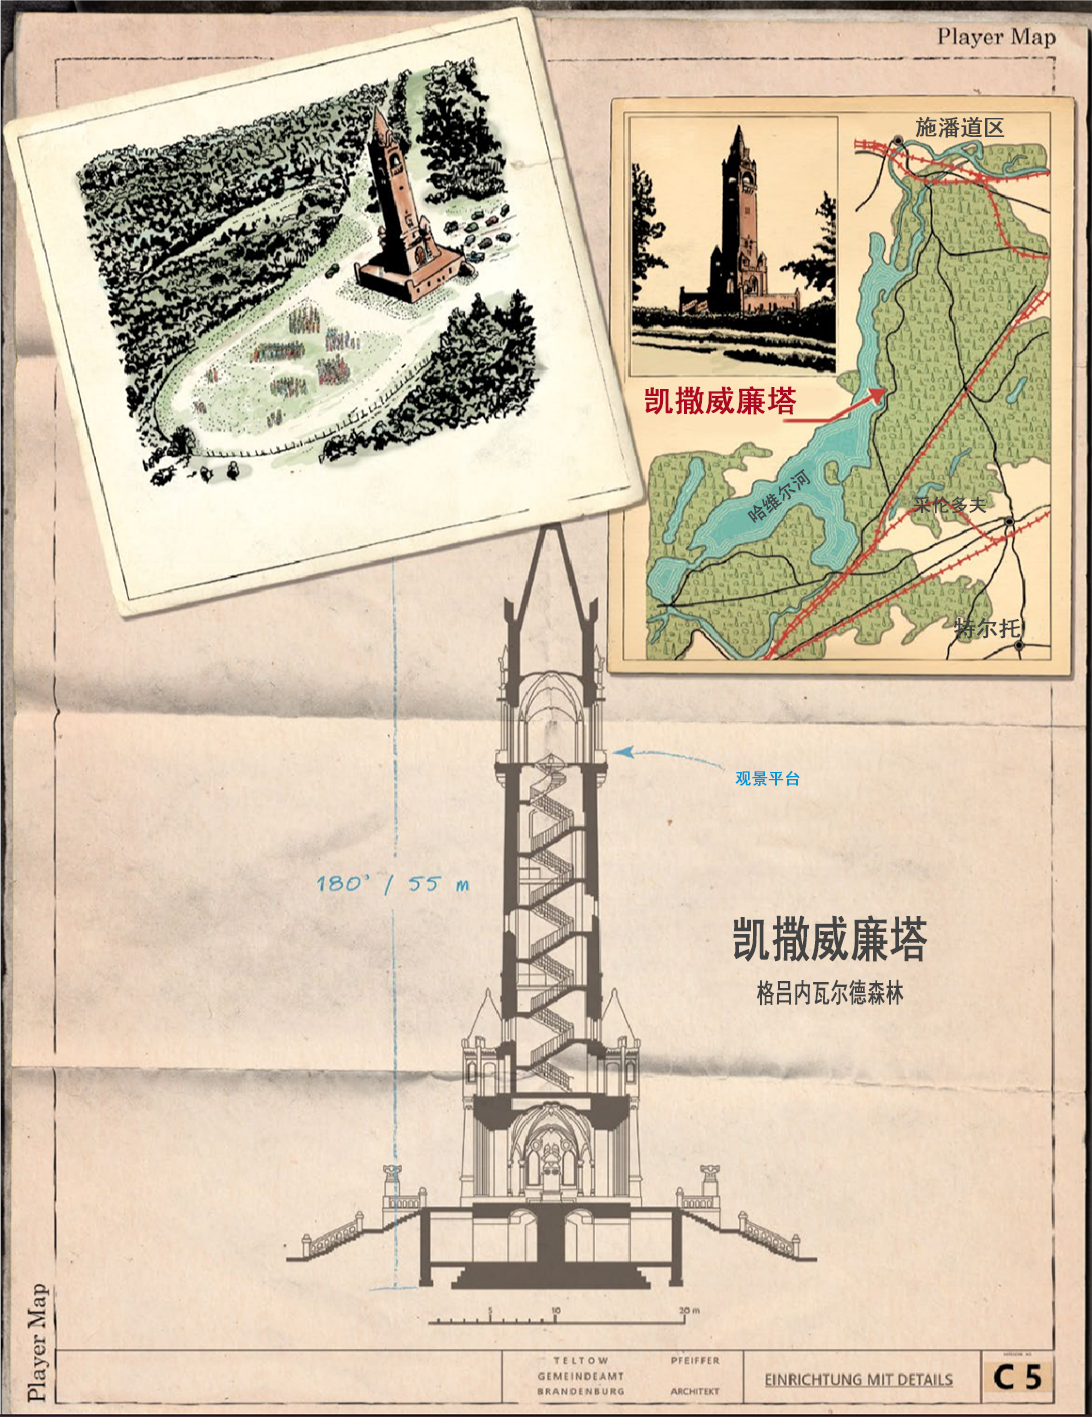 Player Map
施潘道区
凯撒威廉塔
哈维尔河
采伦多夫
特尔托
观景平台
180' / 55 m
凯撒威廉塔
格吕内瓦尔德森林
5 10 20 m
Player Map
TELTOW
GEMEINDEAMT
BRANDENBURG
PFEIFFER
ARCHITEKT
EINRICHTUNG MIT DETAILS
C 5